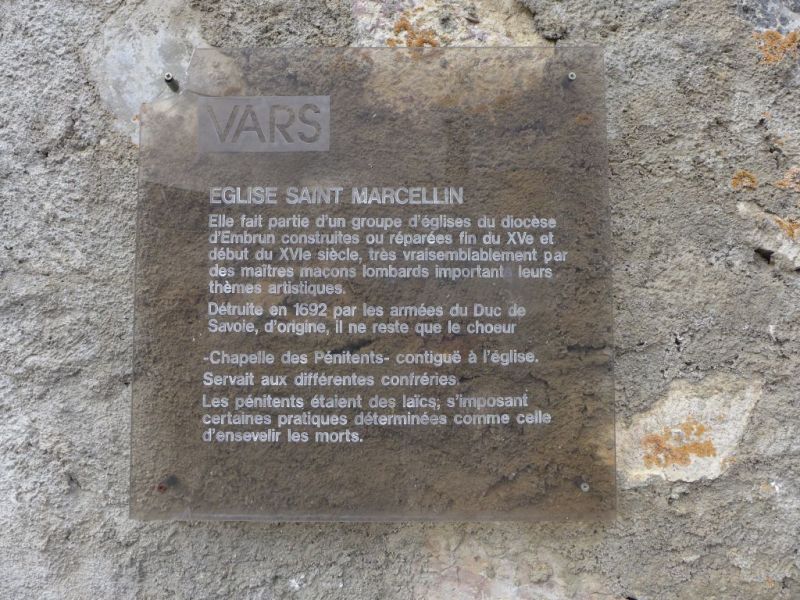 VARS
EGLISE SAINT MARCELLIN
Elle fait partie d'un groupe d'églises du diocèse
d'Embrun construites ou réparées fin du XVe et
début du XVIe siècle, très vraisemblablement par
des maîtres maçons lombards important leurs
thèmes artistiques.
Détruite en 1692 par les armées du Duc de
Savoie, d'origine, il ne reste que le choeur
-Chapelle des Pénitents- contiguë à l'église.
Servait aux différentes confréries
Les pénitents étaient des laïcs, s'imposant
certaines pratiques déterminées comme celle
d'ensevelir les morts.